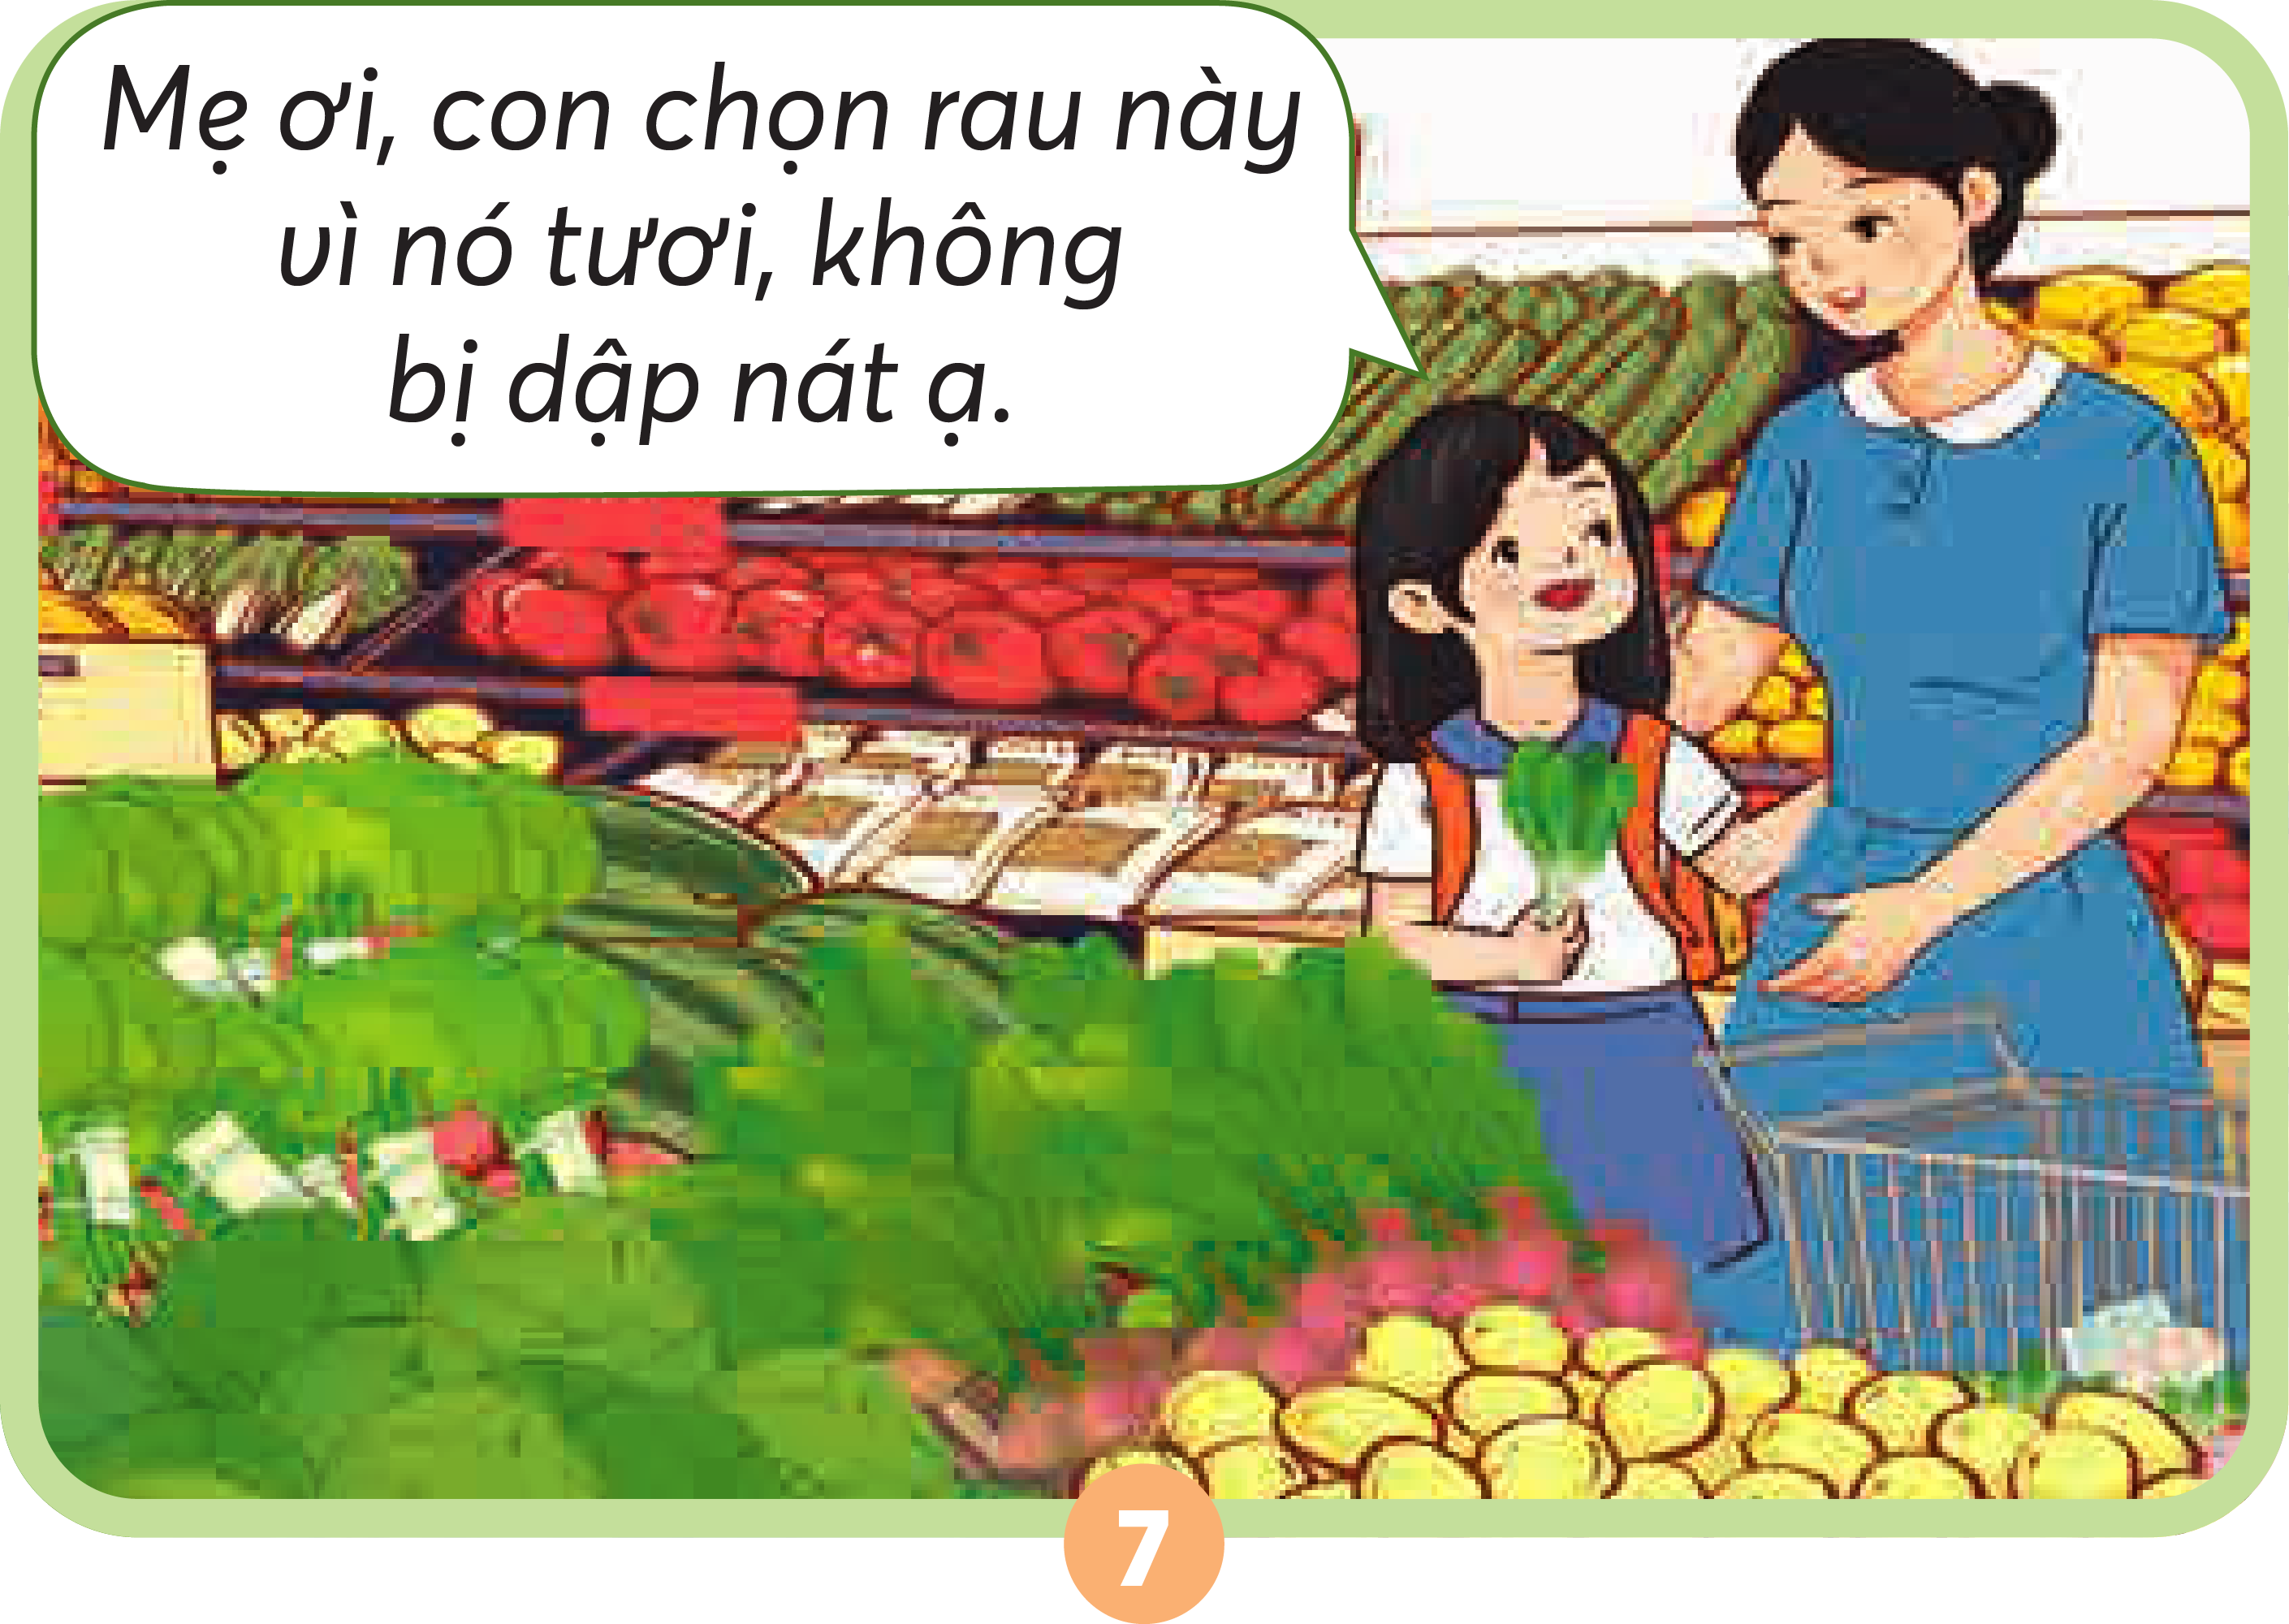 Mẹ ơi, con chọn rau này
vì nó tươi, không
bị dập nát ạ.
7